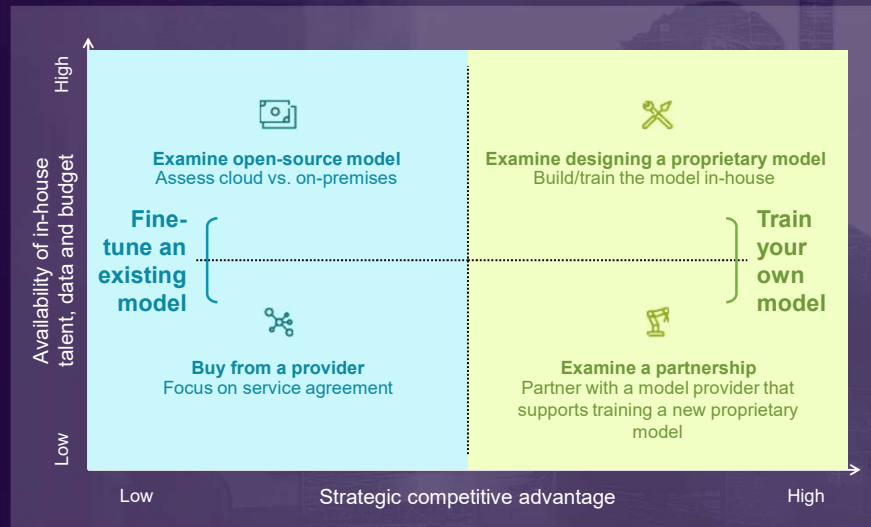 High
Availability of in-house
talent, data and budget
Low
Examine open-source model
Assess cloud vs. on-premises
Examine designing a proprietary model
Build/train the model in-house
Fine-
tune an
existing
model
Train
your
own
model
Buy from a provider
Focus on service agreement
Examine a partnership
Partner with a model provider that
supports training a new proprietary
model
Low
Strategic competitive advantage
High